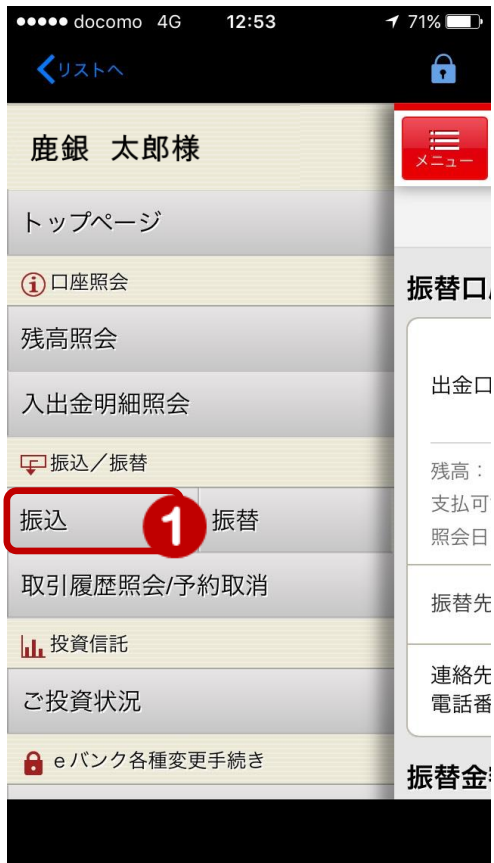 docomo 4G 12:53 71%
リストへ
鹿銀 太郎様
メニュー
トップページ
口座照会
残高照会
入出金明細照会
振込/振替
振込 1 振替
取引履歴照会/予約取消
投資信託
ご投資状況
eバンク各種変更手続き
振替口
出金口
残高:
支払可
照会日
振替先
連絡先
電話番
振替金